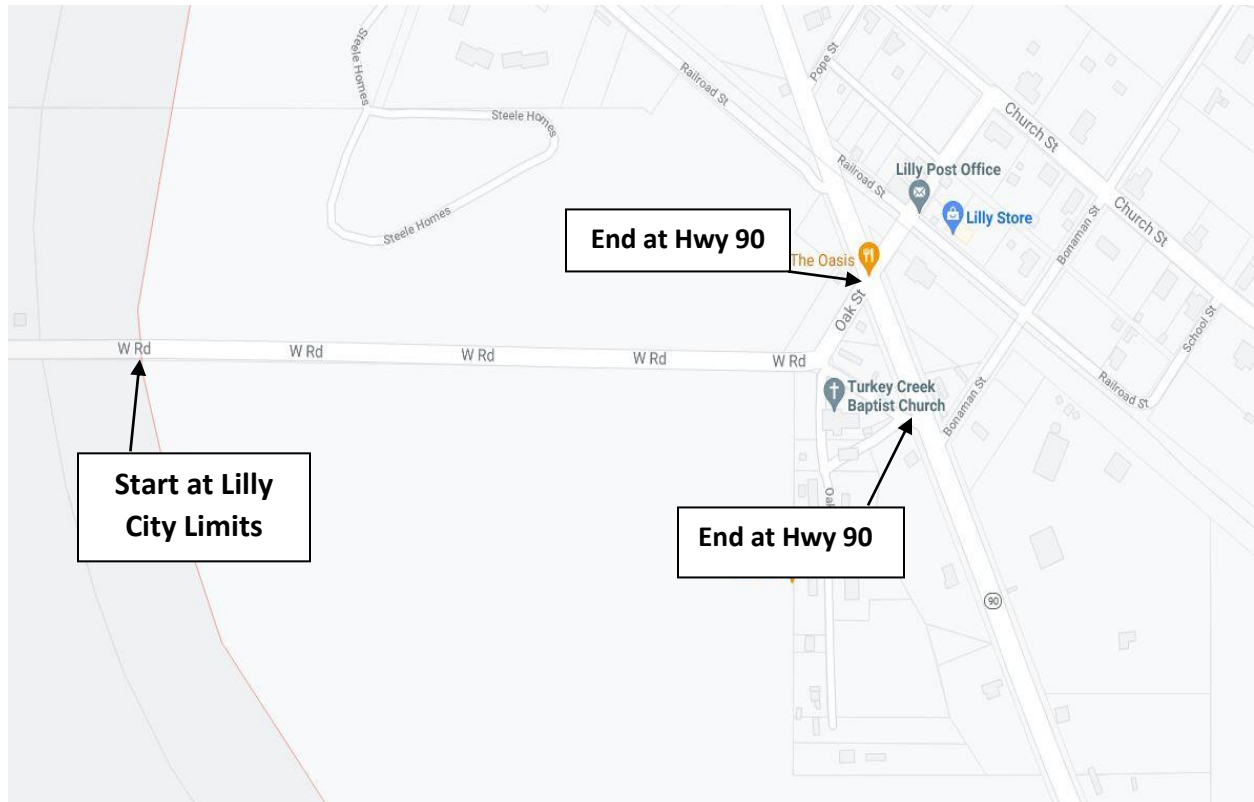 Steele Homes
Steele Homes
Steele Homes
Railroad St
Pope St
Church St
Railroad St
Lilly Post Office
Lilly Store
Church St
Bonaman St
School St
End at Hwy 90
The Oasis
Oak St
W Rd
W Rd
W Rd
W Rd
W Rd
Turkey Creek
Baptist Church
Bonaman St
Railroad St
Start at Lilly
City Limits
Oak
End at Hwy 90
90